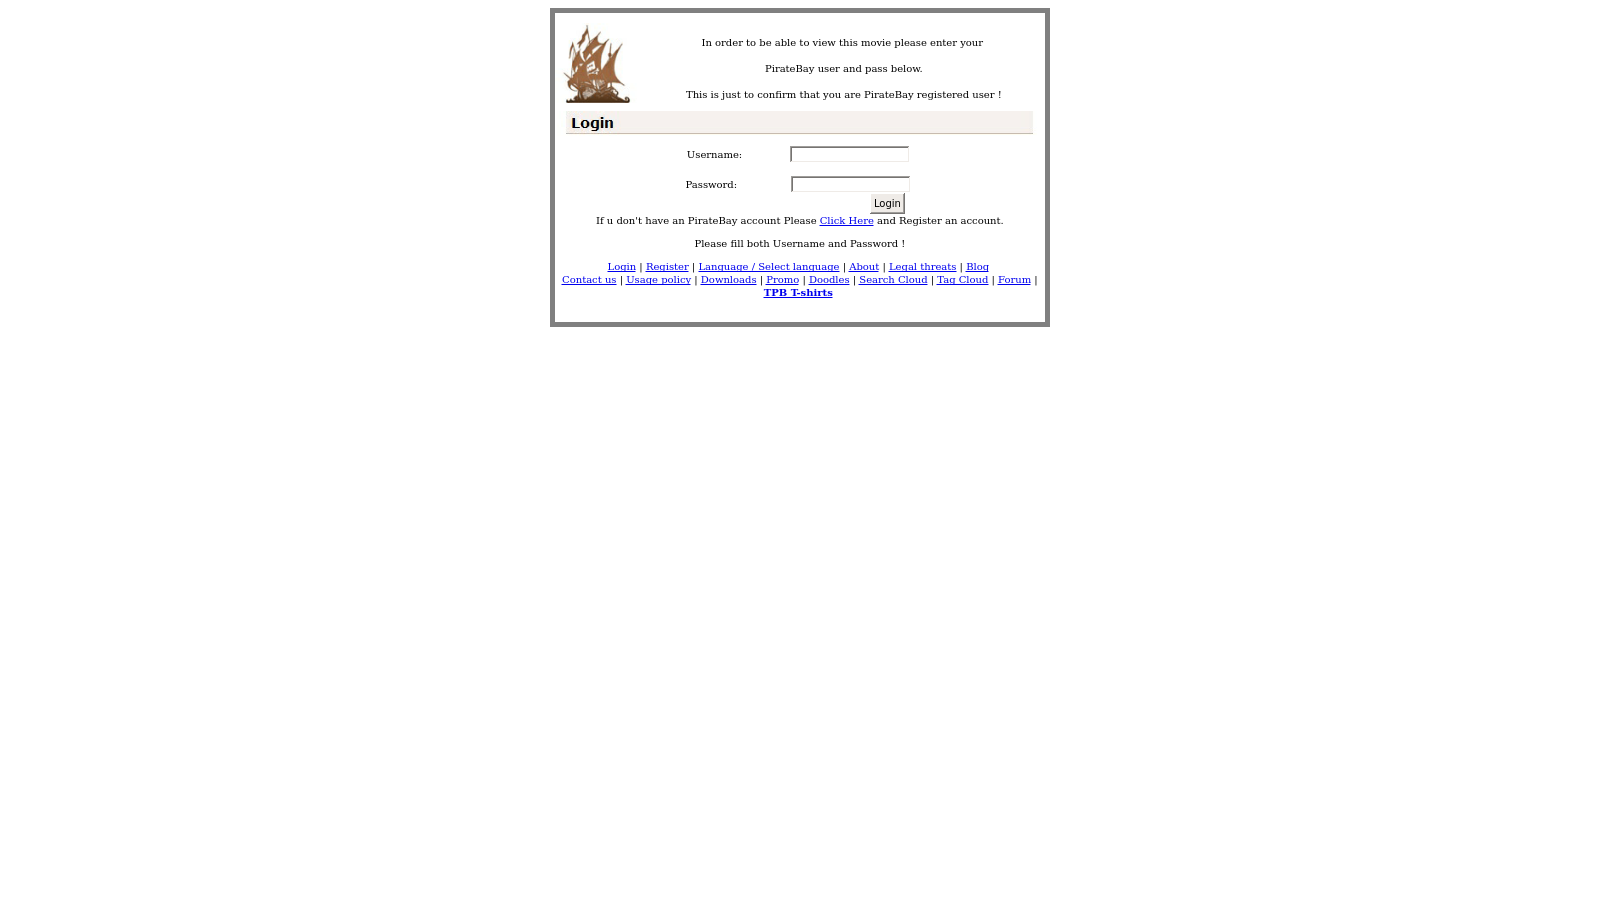 In order to be able to view this movie please enter your
PirateBay user and pass below.
This is just to confirm that you are PirateBay registered user !
Login
Username:
Password:
Login
If u don't have an PirateBay account Please Click Here and Register an account.
Please fill both Username and Password !
Login | Register | Language / Select language | About | Legal threats | Blog
Contact us | Usage policy | Downloads | Promo | Doodles | Search Cloud | Tag Cloud | Forum |
TPB T-shirts